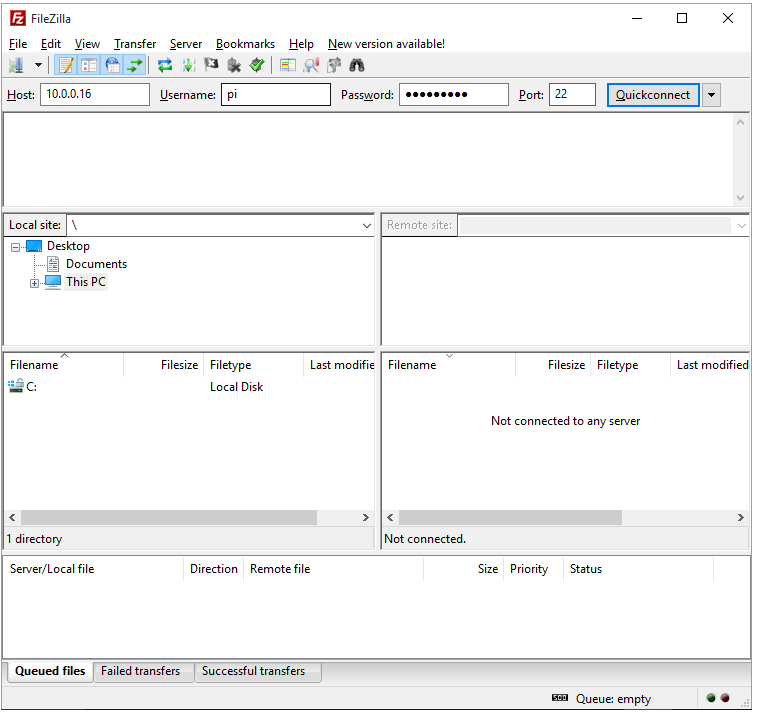 FileZilla
File Edit View Transfer Server Bookmarks Help New version available!
Host: 10.0.0.16 Username: pi Password: ●●●●●●●●● Port: 22 Quickconnect
Local site: \ Remote site:
Desktop
Documents
This PC
Filename Filesize Filetype Last modifie Filename Filesize Filetype Last modified
C: Local Disk
Not connected to any server
1 directory Not connected.
Server/Local file Direction Remote file Size Priority Status
Queued files Failed transfers Successful transfers
Queue: empty